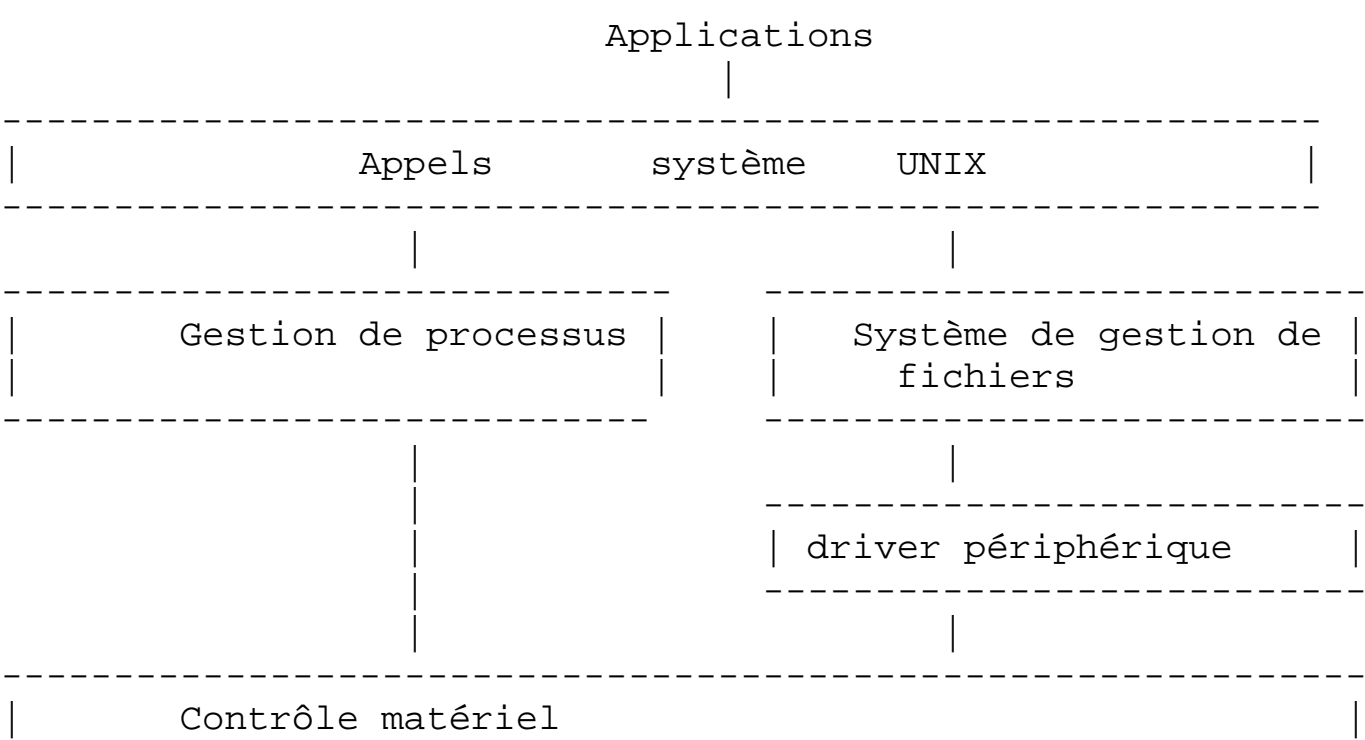 Applications
Appels système UNIX
Gestion de processus
Système de gestion de
fichiers
driver périphérique
Contrôle matériel